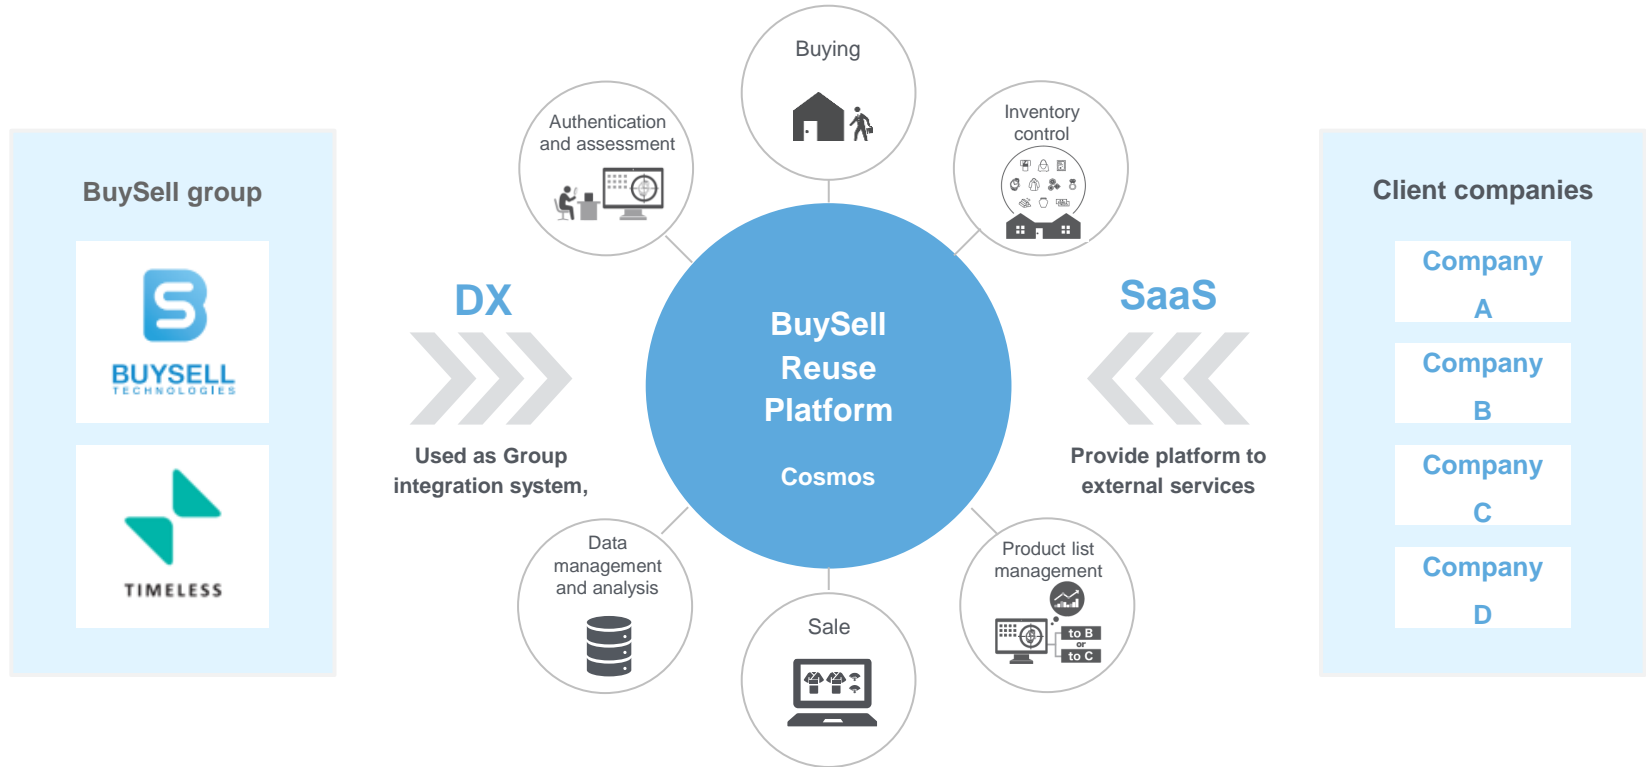 Buying
Authentication
and assessment
Inventory
control
BuySell group
BUYSELL
TECHNOLOGIES
TIMELESS
DX
Used as Group
integration system,
BuySell
Reuse
Platform
Cosmos
SaaS
Provide platform to
external services
Data
management
and analysis
Sale
Product list
management
to B
or
to C
Client companies
Company
A
Company
B
Company
C
Company
D